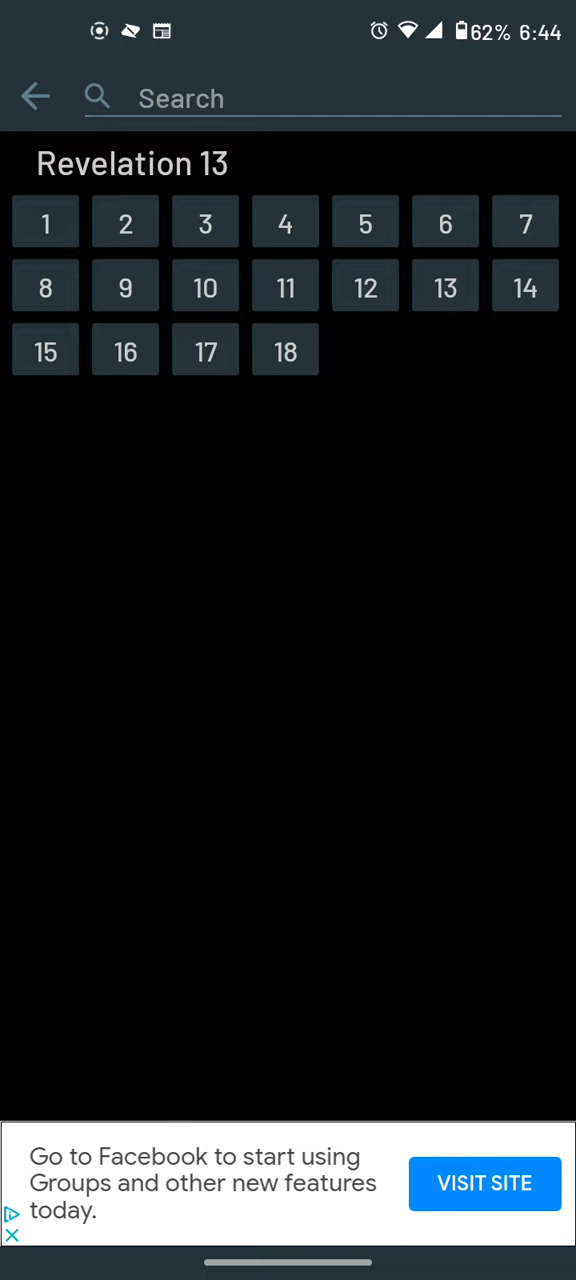 62% 6:44
Search
Revelation 13
1 2 3 4 5 6 7
8 9 10 11 12 13 14
15 16 17 18
Go to Facebook to start using
Groups and other new features
today.
VISIT SITE